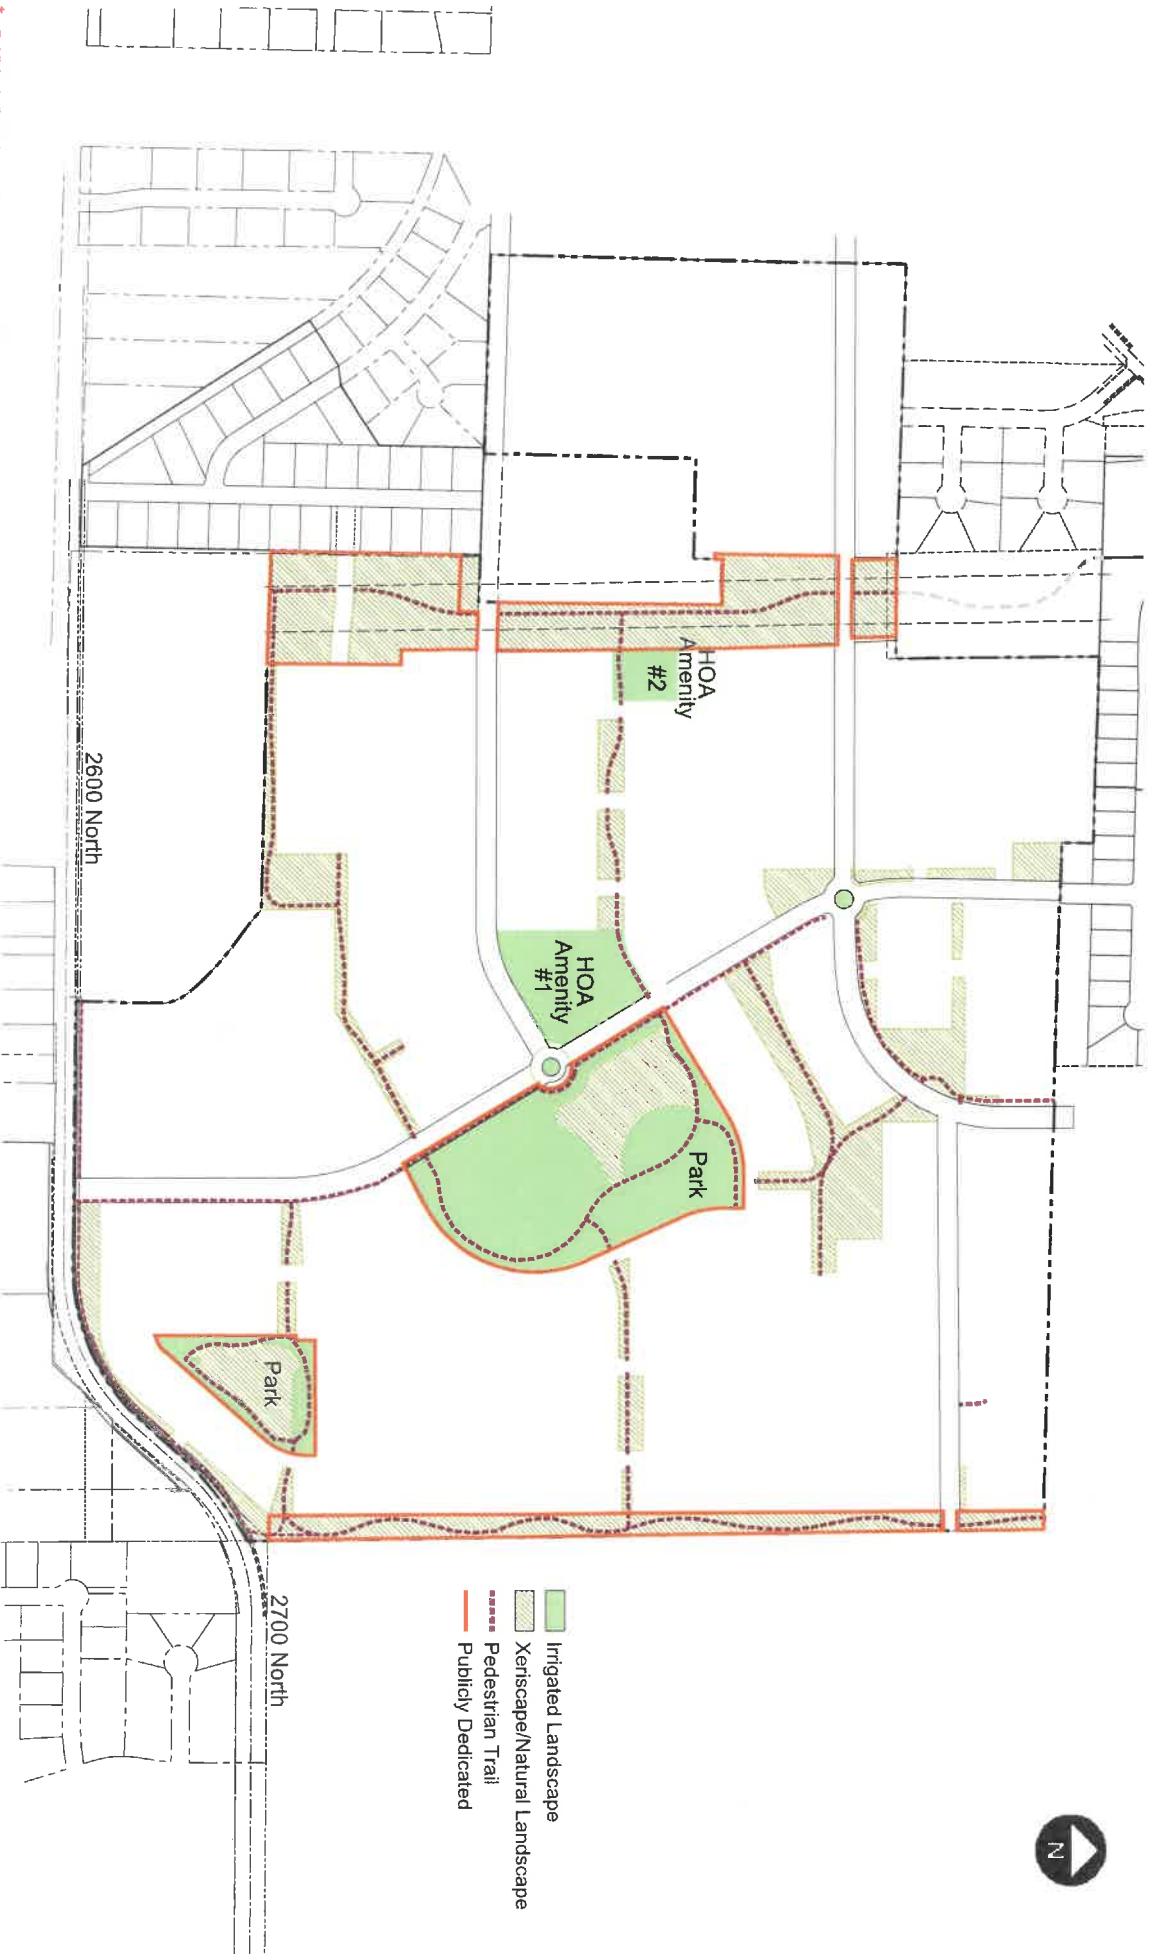 HOA
Amenity
#2
HOA
Amenity
#1
Park
Park
2600 North
2700 North
Irrigated Landscape
Xeriscape/Natural Landscape
Pedestrian Trail
Publicly Dedicated
N